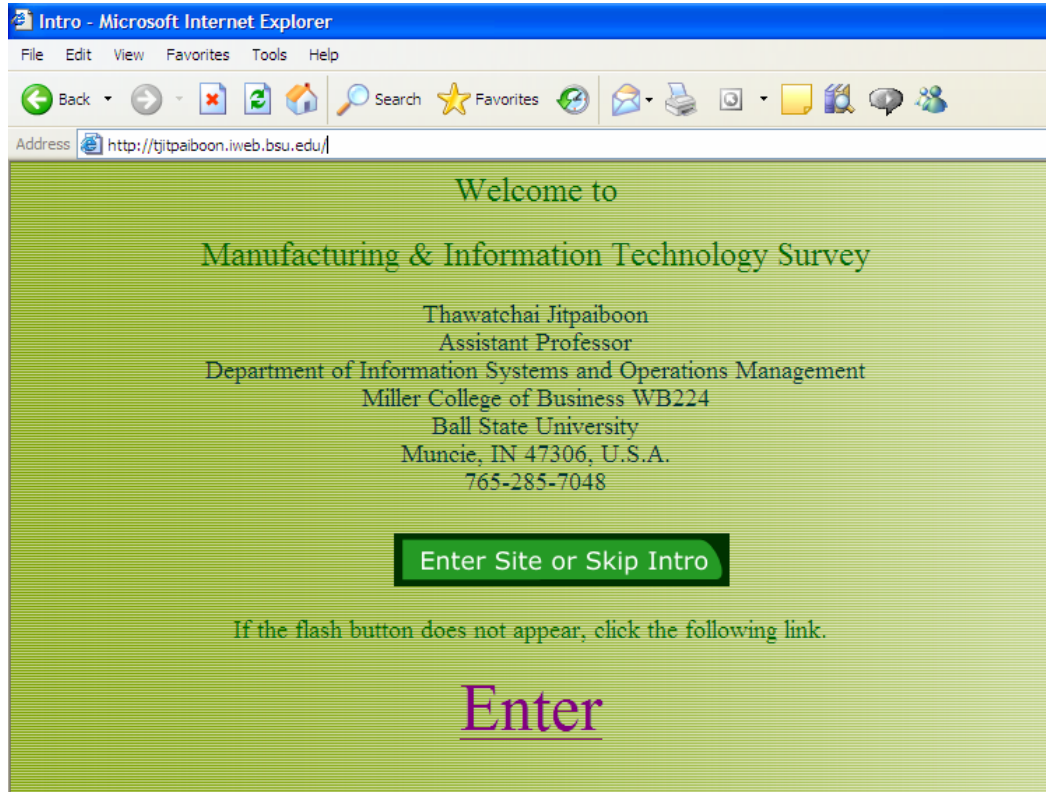 Intro - Microsoft Internet Explorer
File Edit View Favorites Tools Help
Back Search Favorites
Address http://tjitpaiboon.iweb.bsu.edu/
Welcome to
Manufacturing & Information Technology Survey
Thawatchai Jitpaiboon
Assistant Professor
Department of Information Systems and Operations Management
Miller College of Business WB224
Ball State University
Muncie, IN 47306, U.S.A.
765-285-7048
Enter Site or Skip Intro
If the flash button does not appear, click the following link.
Enter